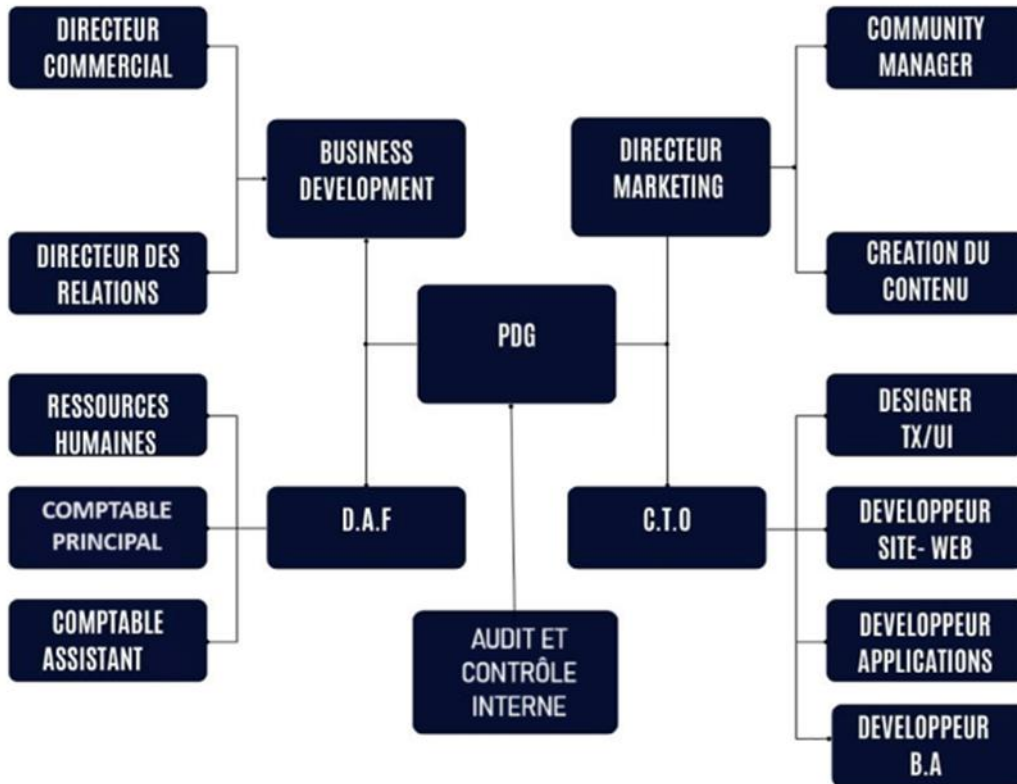 DIRECTEUR
COMMERCIAL
COMMUNITY
MANAGER
BUSINESS
DEVELOPMENT
DIRECTEUR
MARKETING
DIRECTEUR DES
RELATIONS
CREATION DU
CONTENU
PDG
RESSOURCES
HUMAINES
DESIGNER
TX/UI
COMPTABLE
PRINCIPAL
D.A.F
C.T.O
DEVELOPPEUR
SITE- WEB
COMPTABLE
ASSISTANT
AUDIT ET
CONTRÔLE
INTERNE
DEVELOPPEUR
APPLICATIONS
DEVELOPPEUR
B.A